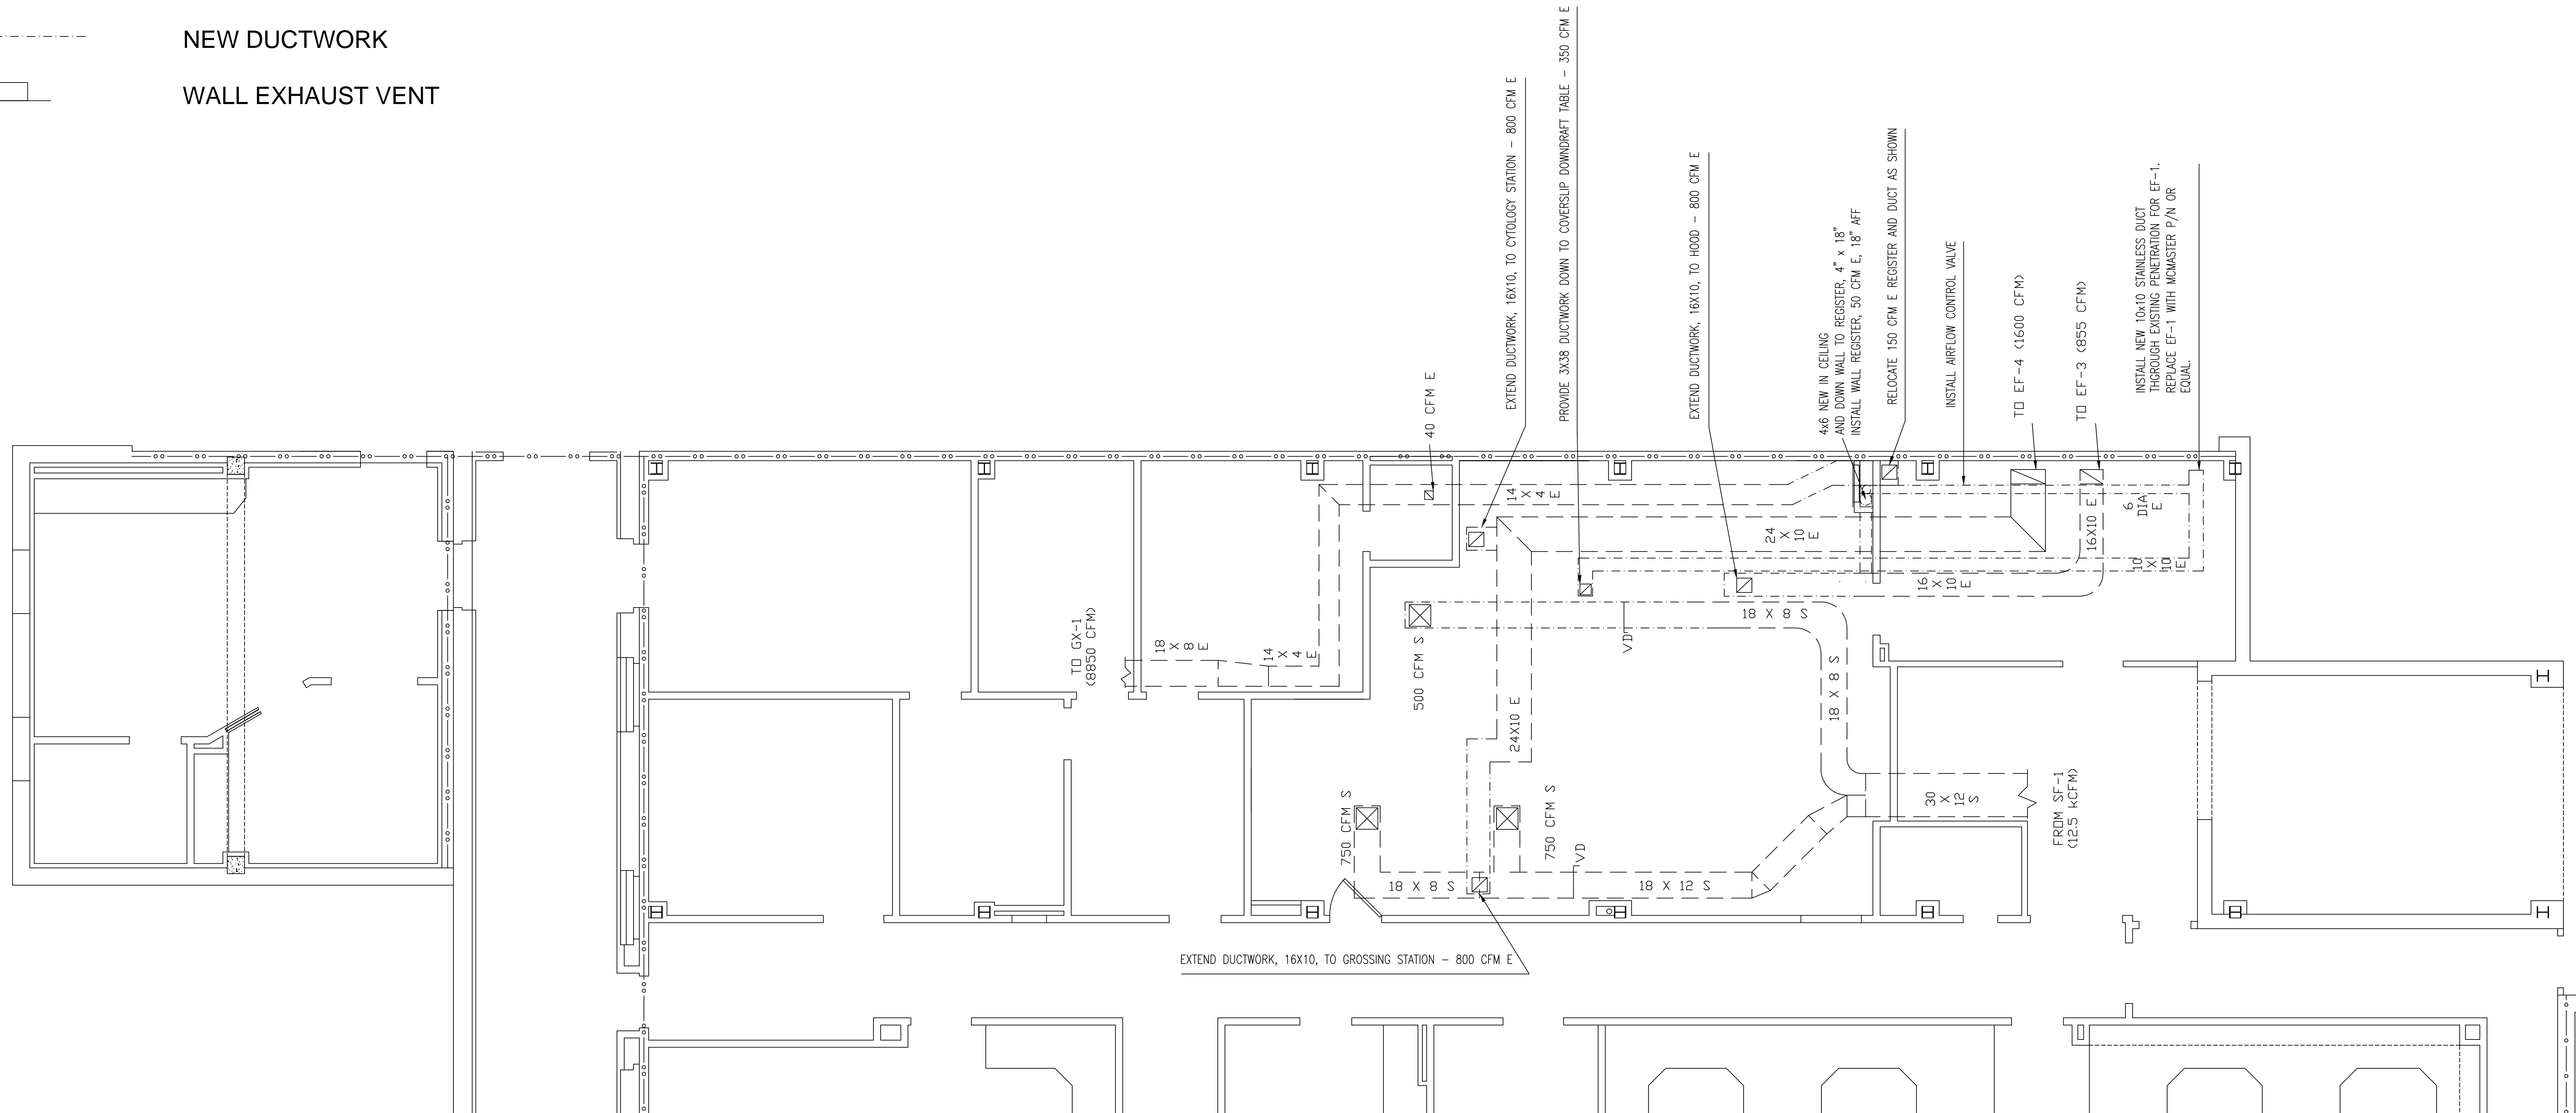 NEW DUCTWORK
WALL EXHAUST VENT
EXTEND DUCTWORK, 16X10, TO CYTOLOGY STATION - 800 CFM E
PROVIDE 3X38 DUCTWORK DOWN TO COVERSLIP DOWNDRAFT TABLE - 350 CFM E
EXTEND DUCTWORK, 16X10, TO HOOD - 800 CFM E
4x6 NEW IN CEILING
AND DOWN WALL TO REGISTER, 4" x 18"
INSTALL WALL REGISTER, 50 CFM E, 18" AFF
RELOCATE 150 CFM E REGISTER AND DUCT AS SHOWN
INSTALL AIRFLOW CONTROL VALVE
TO EF-4 (1600 CFM)
TO EF-3 (855 CFM)
INSTALL NEW 10x10 STAINLESS DUCT
THGROUGH EXISTING PENETRATION FOR EF-1.
REPLACE EF-1 WITH MCMASTER P/N OR
EQUAL.
40 CFM E
14
X
4
E
24
X
10
E
16X10 E
6
DIA
E
10
X
10
E
16
X
10
E
TO GX-1
(8850 CFM)
18
X
8
E
14
X
4
E
500 CFM S
VD
18 X 8 S
18 X 8 S
24X10 E
30
X
12
S
FROM SF-1
(12.5 kCFM)
750 CFM S
750 CFM S
VD
18 X 8 S
18 X 12 S
EXTEND DUCTWORK, 16X10, TO GROSSING STATION - 800 CFM E